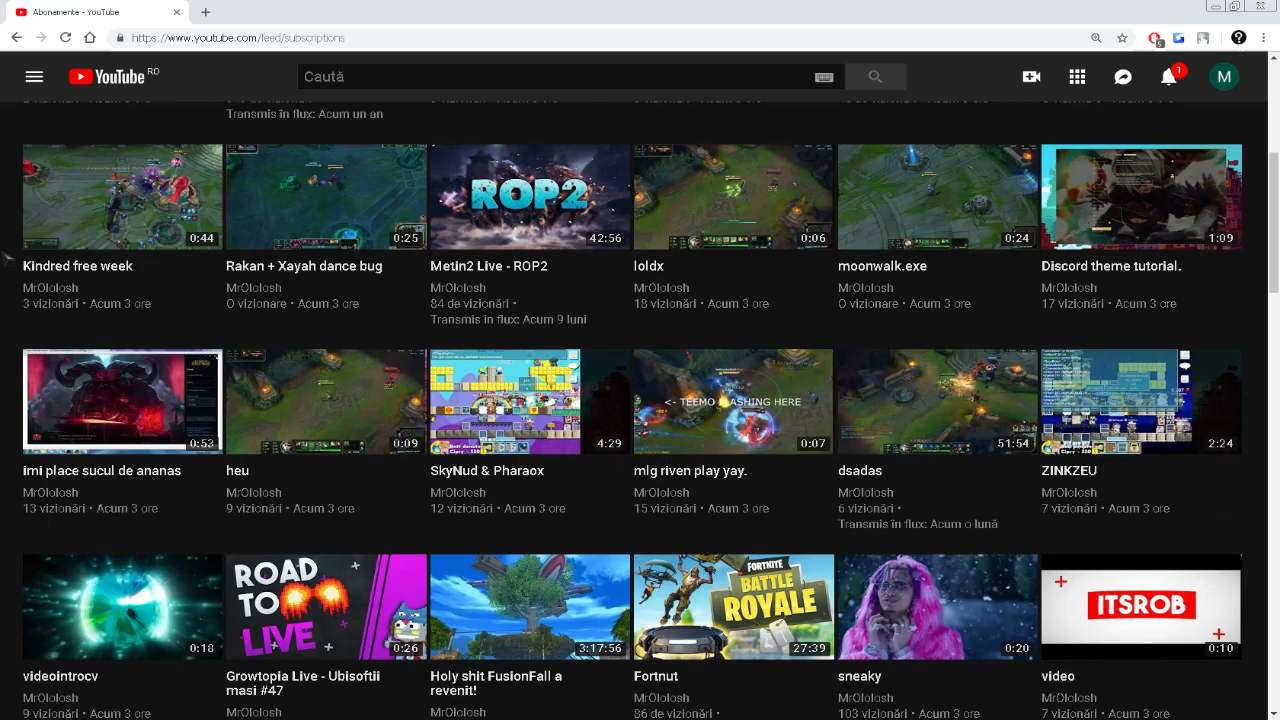 Abonamente - YouTube
https://www.youtube.com/feed/subscriptions
YouTube RO
Caută
1
M
Transmis în flux: Acum un an
0:44
0:25
ROP2
42:56
0:06
0:24
1:09
Kindred free week
Rakan + Xayah dance bug
Metin2 Live - ROP2
loldx
moonwalk.exe
Discord theme tutorial.
MrOlolosh
MrOlolosh
MrOlolosh
MrOlolosh
MrOlolosh
MrOlolosh
3 vizionări • Acum 3 ore
0 vizionare • Acum 3 ore
84 de vizionări •
18 vizionări • Acum 3 ore
0 vizionare • Acum 3 ore
17 vizionări • Acum 3 ore
Transmis în flux: Acum 9 luni
0:53
0:09
4:29
<- TEEMO FLASHING HERE
0:07
51:54
2:24
imi place sucul de ananas
heu
SkyNud & Pharaox
mlg riven play yay.
dsadas
ZINKZEU
MrOlolosh
MrOlolosh
MrOlolosh
MrOlolosh
MrOlolosh
MrOlolosh
13 vizionări • Acum 3 ore
9 vizionări • Acum 3 ore
12 vizionări • Acum 3 ore
15 vizionări • Acum 3 ore
6 vizionări •
7 vizionări • Acum 3 ore
Transmis în flux: Acum o lună
0:18
ROAD
TO
LIVE
0:26
3:17:56
FORTNITE
BATTLE
ROYALE
27:39
0:20
ITSROB
0:10
videointrocv
Growtopia Live - Ubisoftii
masi #47
Holy shit FusionFall a
revenit!
Fortnut
sneaky
video
MrOlolosh
MrOlolosh
MrOlolosh
MrOlolosh
MrOlolosh
MrOlolosh
9 vizionări • Acum 3 ore
86 de vizionări •
103 vizionări • Acum 3 ore
7 vizionări • Acum 3 ore